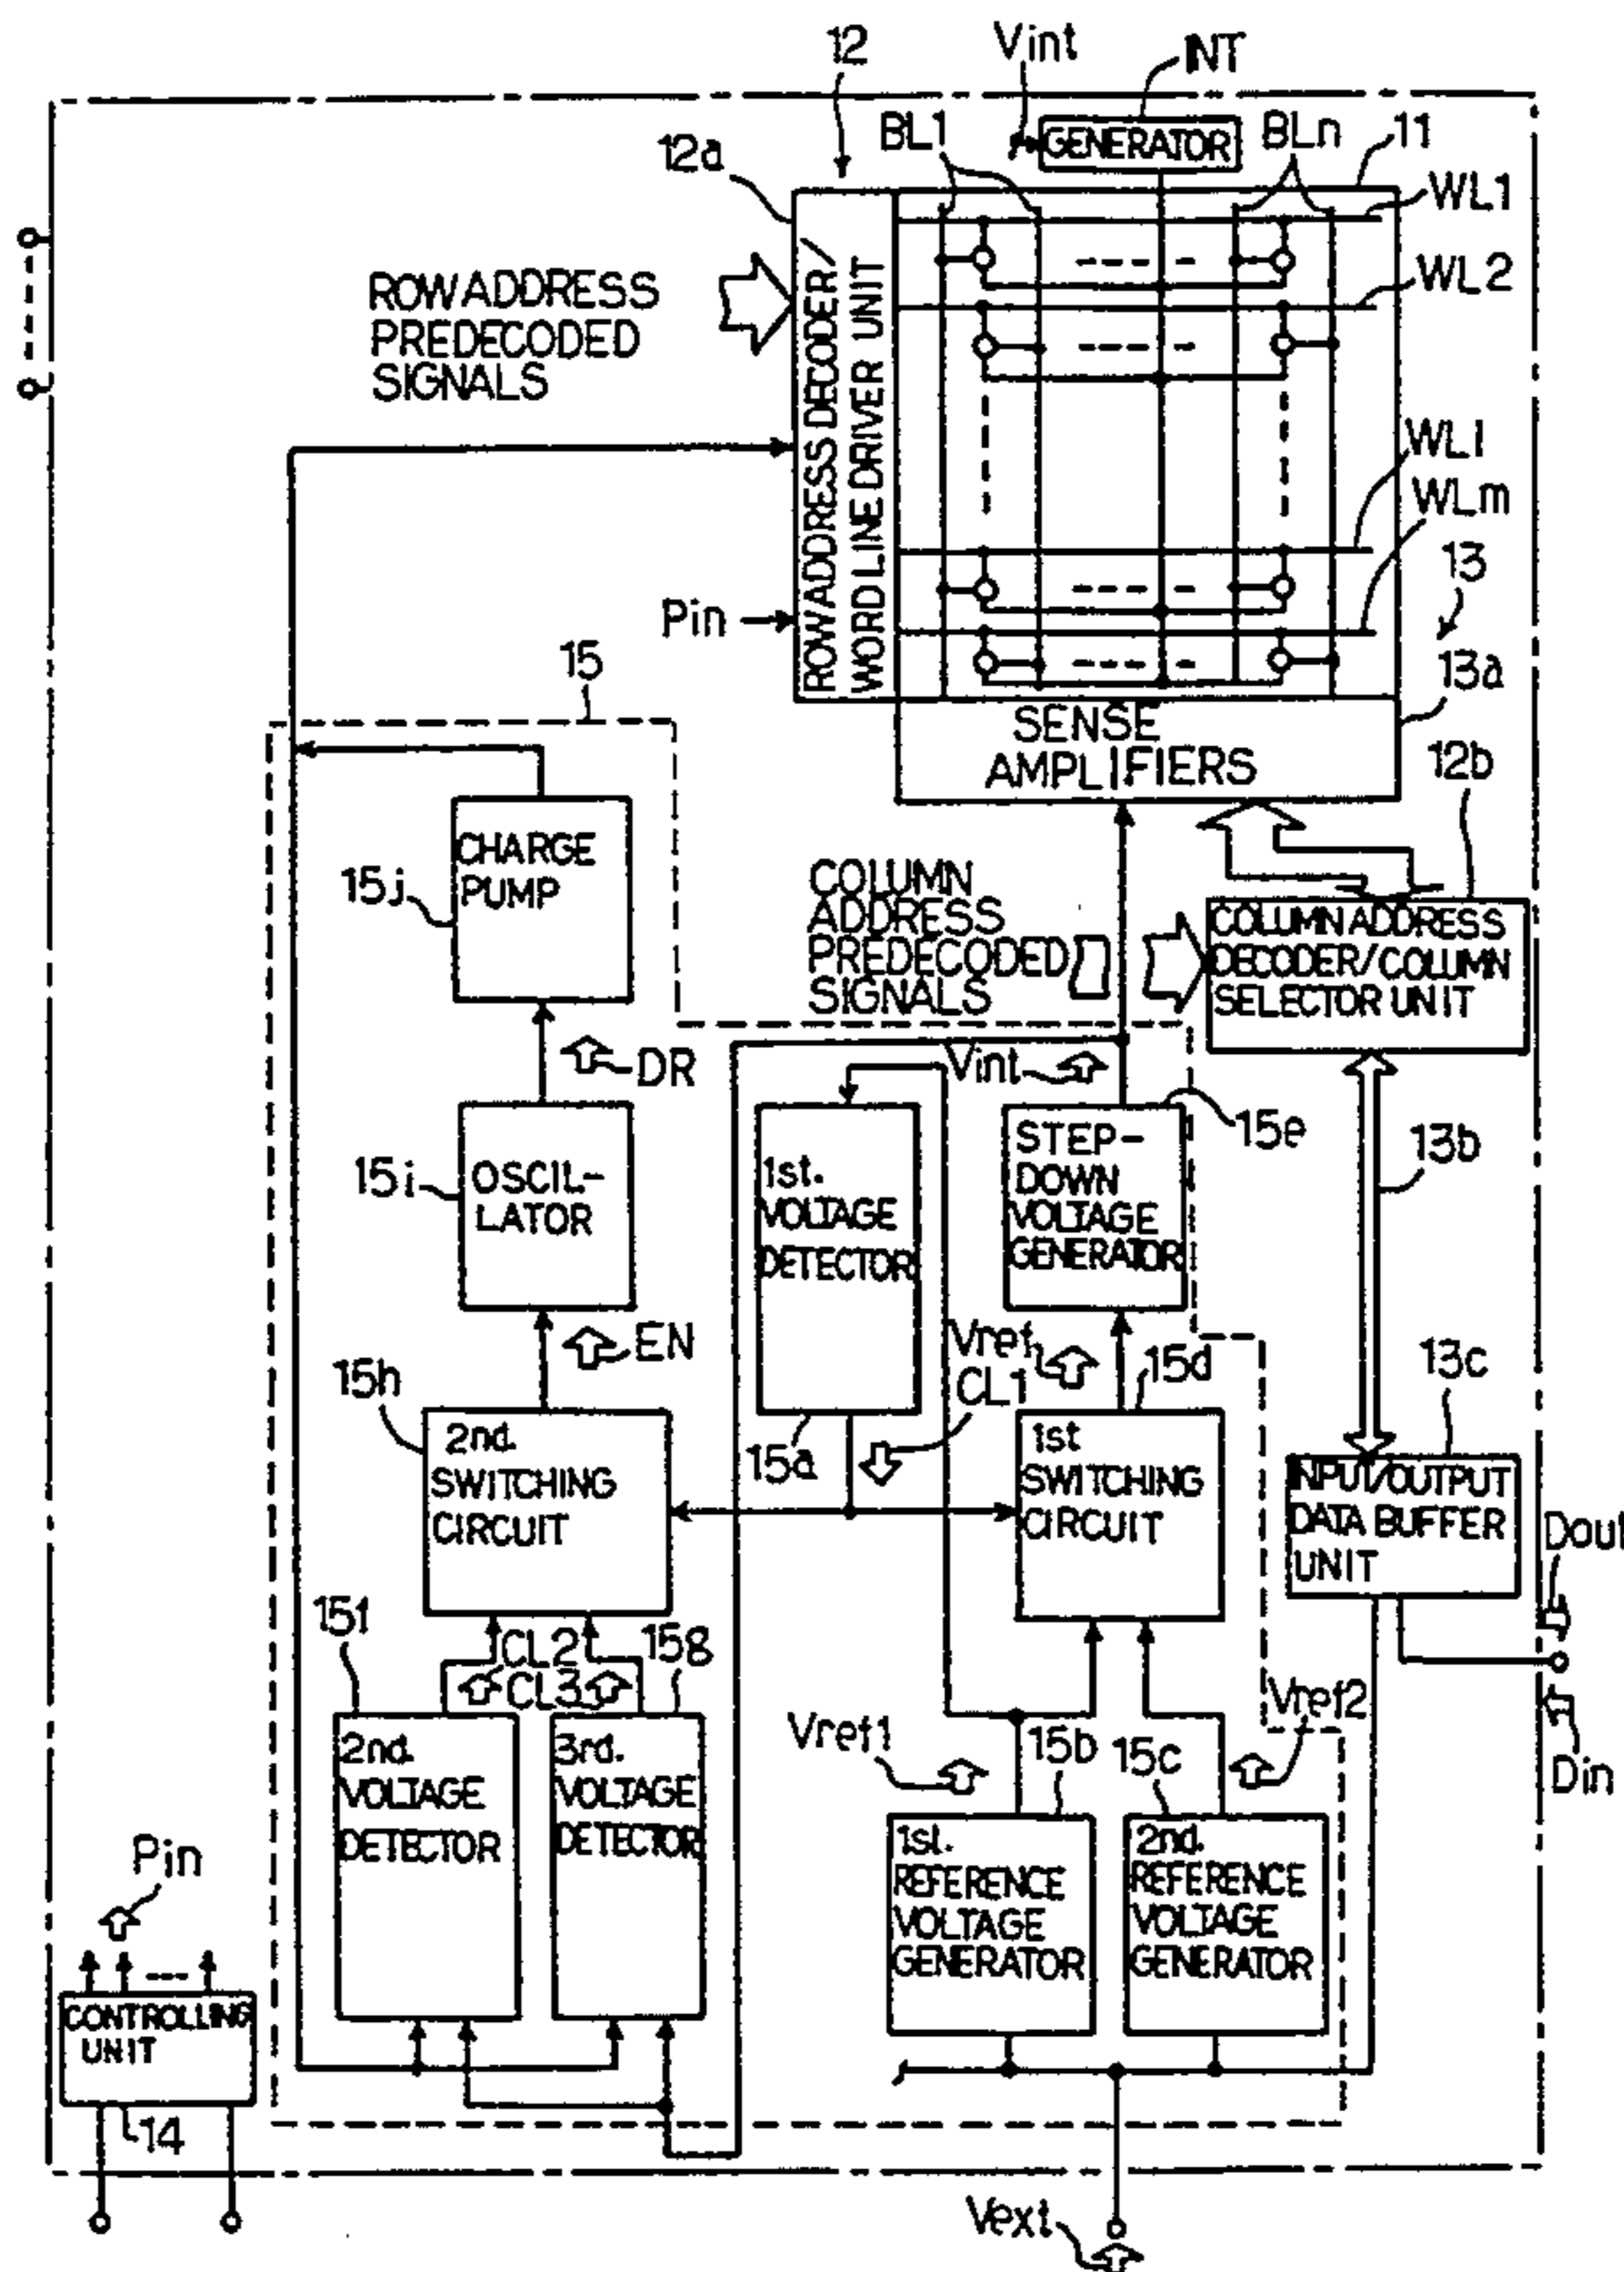 12
Vint
INT
BL1
GENERATOR
BLn
11
12a
WL1
WL2
ROW ADDRESS
PREDECODED
SIGNALS
ROW ADDRESS DECODER/
WORD LINE DRIVER UNIT
WL1
WLm
Pin
13
15
13a
SENSE
AMPLIFIERS
12b
CHARGE
PUMP
15j
COLUMN
ADDRESS
PREDECODED
SIGNALS
COLUMN ADDRESS
DECODER/COLUMN
SELECTOR UNIT
DR
Vint
15e
STEP-
DOWN
VOLTAGE
GENERATOR
13b
15i
OSCIL-
LATOR
1st.
VOLTAGE
DETECTOR
EN
Vref
15d
CL1
13c
15h
2nd.
SWITCHING
CIRCUIT
15a
1st
SWITCHING
CIRCUIT
INPUT/OUTPUT
DATA BUFFER
UNIT
Dout
151
CL2
CL3
15g
Vref2
Vref1
15b
15c
Din
2nd.
VOLTAGE
DETECTOR
3rd.
VOLTAGE
DETECTOR
1st.
REFERENCE
VOLTAGE
GENERATOR
2nd.
REFERENCE
VOLTAGE
GENERATOR
Pin
CONTROLLING
UNIT
14
Vext